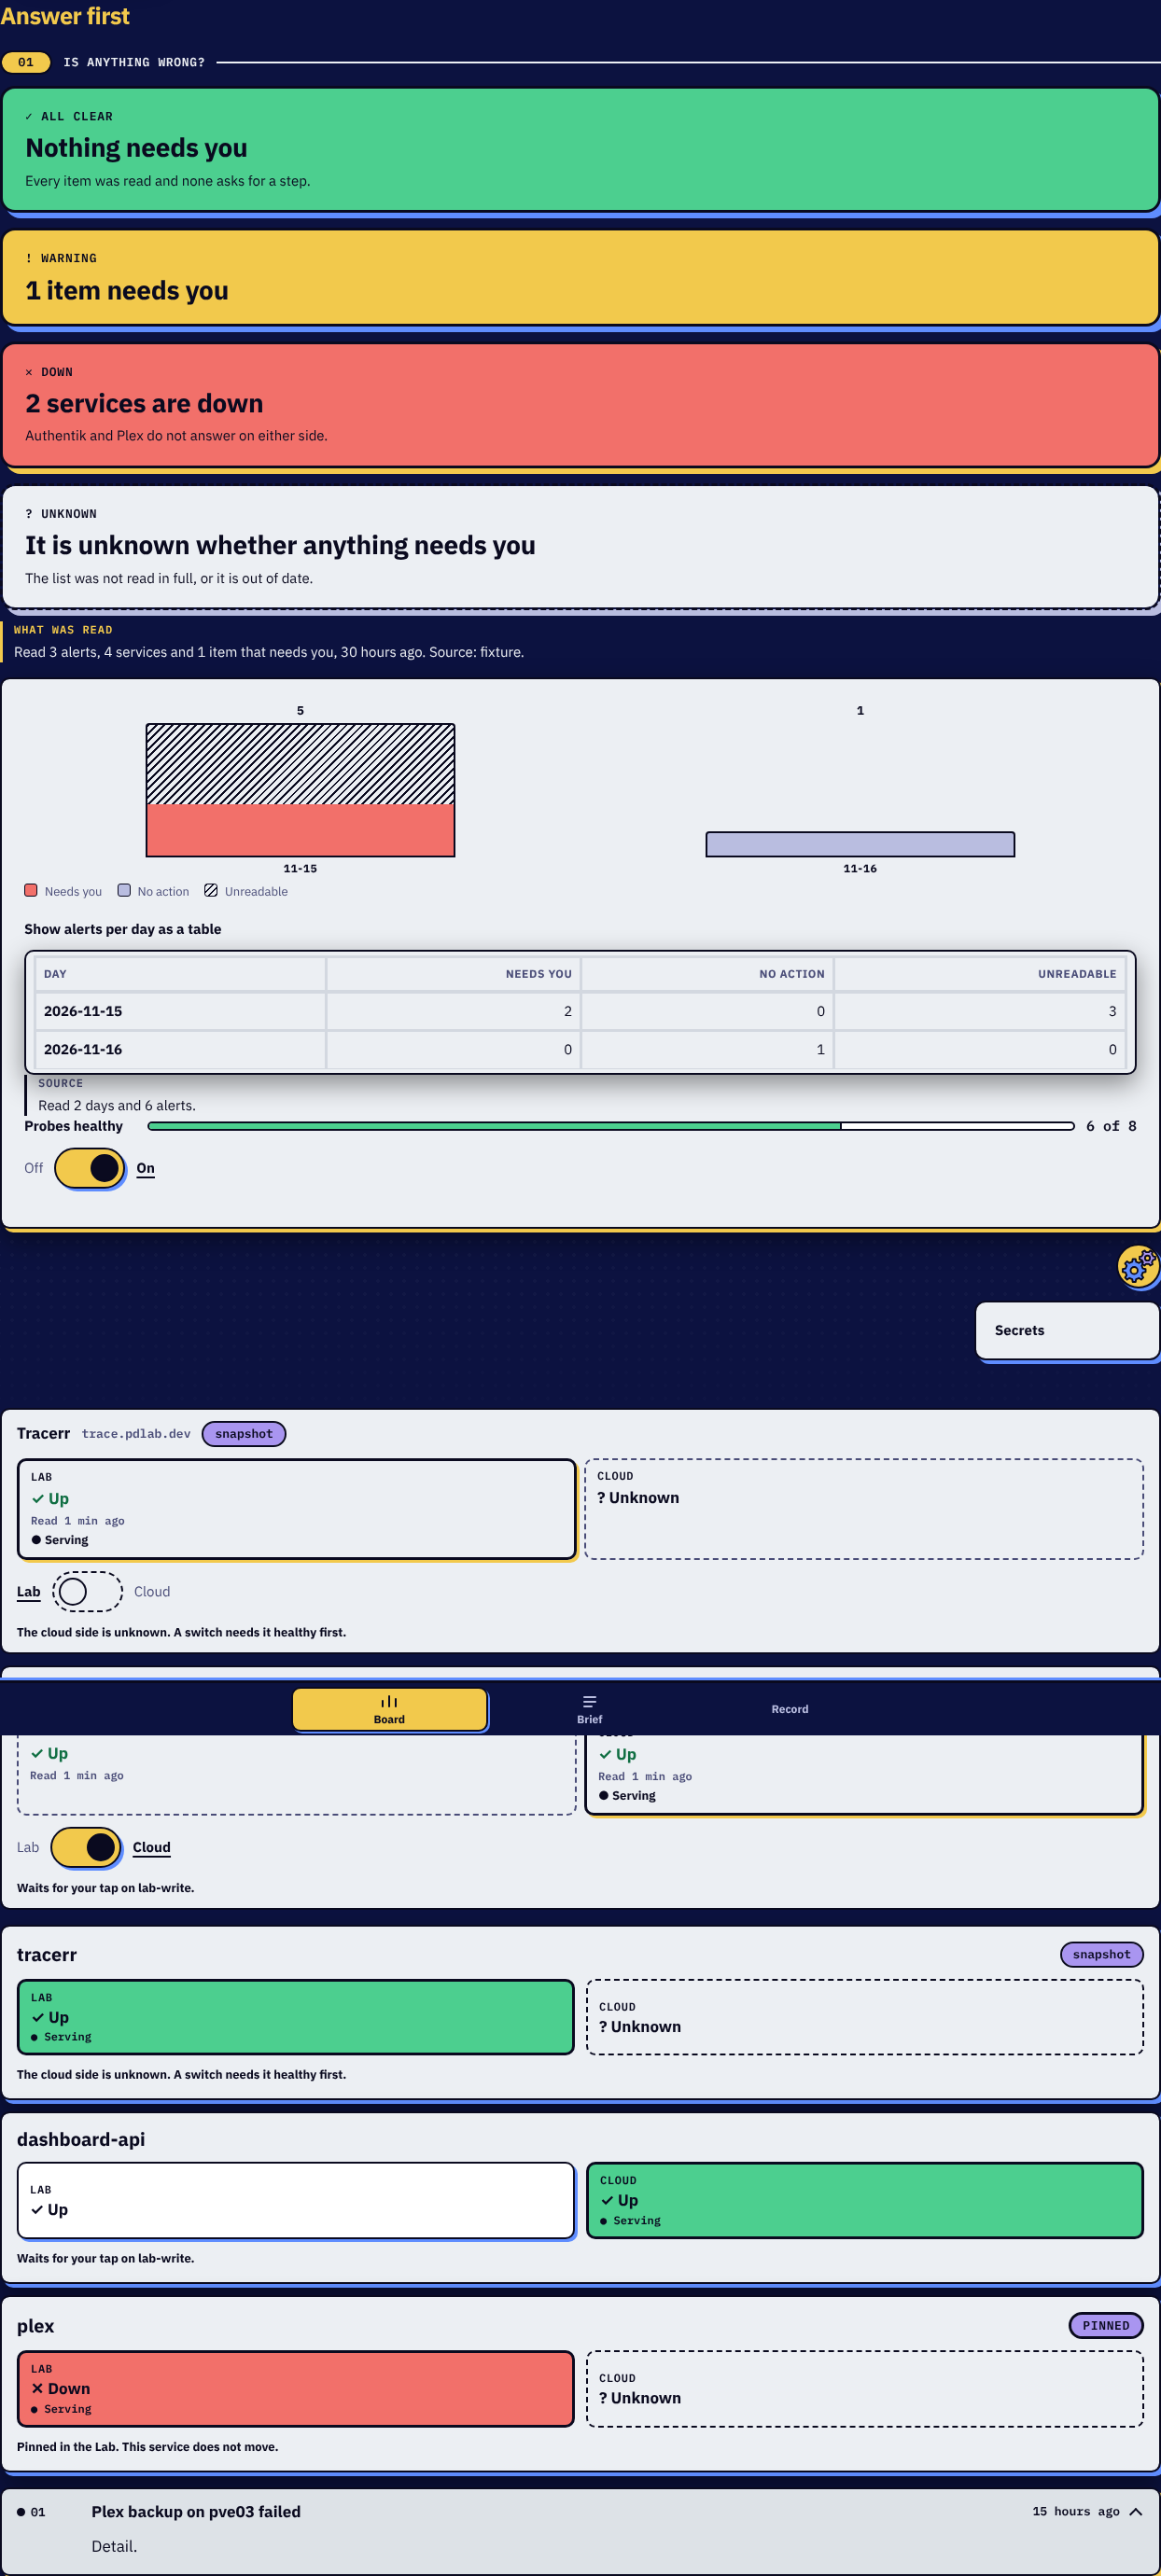 Answer first
01 IS ANYTHING WRONG?
✓ ALL CLEAR
Nothing needs you
Every item was read and none asks for a step.
! WARNING
1 item needs you
× DOWN
2 services are down
Authentik and Plex do not answer on either side.
? UNKNOWN
It is unknown whether anything needs you
The list was not read in full, or it is out of date.
WHAT WAS READ
Read 3 alerts, 4 services and 1 item that needs you, 30 hours ago. Source: fixture.
5 1
11-15 11-16
Needs you No action Unreadable
Show alerts per day as a table
DAY NEEDS YOU NO ACTION UNREADABLE
2026-11-15 2 0 3
2026-11-16 0 1 0
SOURCE
Read 2 days and 6 alerts.
Probes healthy 6 of 8
Off On
Secrets
Tracerr trace.pdlab.dev snapshot
LAB
✓ Up
Read 1 min ago
● Serving
CLOUD
? Unknown
Lab Cloud
The cloud side is unknown. A switch needs it healthy first.
Board Brief Record
✓ Up
Read 1 min ago
✓ Up
Read 1 min ago
● Serving
Lab Cloud
Waits for your tap on lab-write.
tracerr snapshot
LAB
✓ Up
● Serving
CLOUD
? Unknown
The cloud side is unknown. A switch needs it healthy first.
dashboard-api
LAB
✓ Up
CLOUD
✓ Up
● Serving
Waits for your tap on lab-write.
plex PINNED
LAB
✕ Down
● Serving
CLOUD
? Unknown
Pinned in the Lab. This service does not move.
● 01 Plex backup on pve03 failed 15 hours ago
Detail.